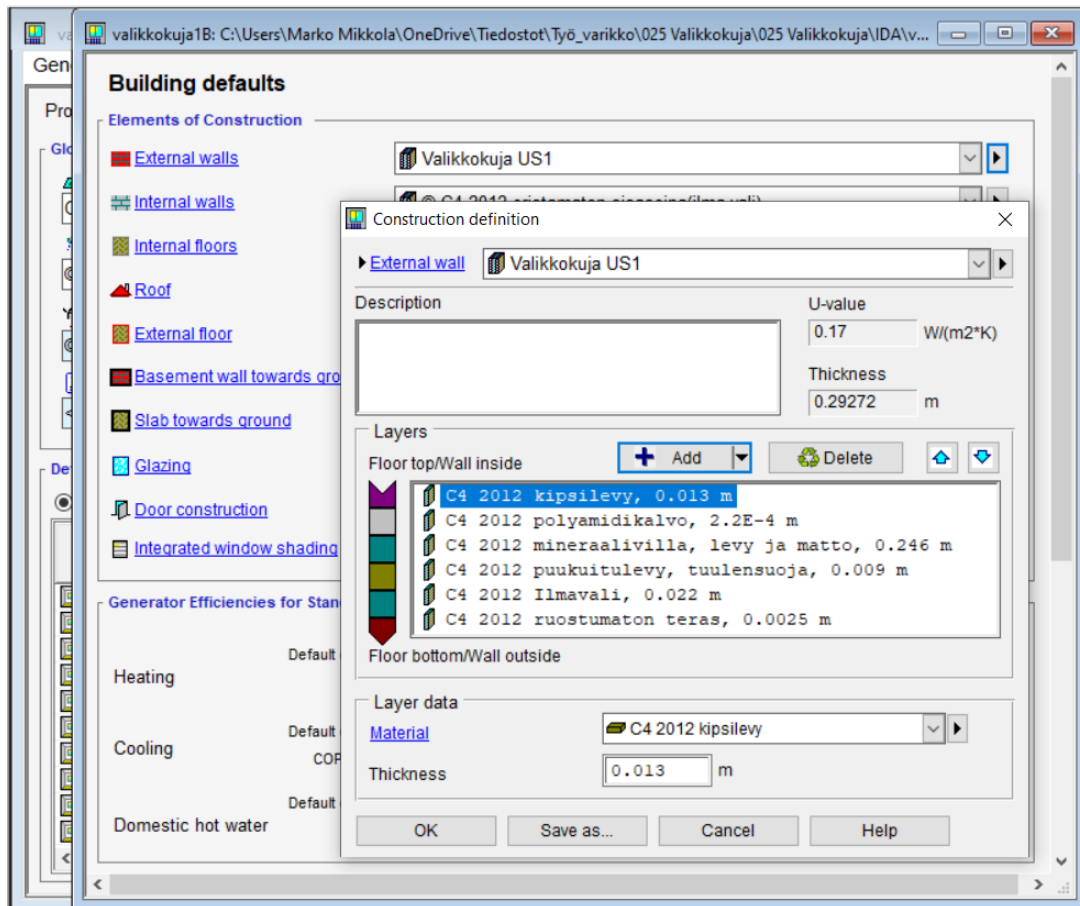 valikkokuja1B: C:\Users\Marko Mikkola\OneDrive\Tiedostot\Työ_varikko\025 Valikkokuja\025 Valikkokuja\IDA\v...
Building defaults
Elements of Construction
External walls
Valikkokuja US1
Internal walls
Internal floors
Roof
External floor
Basement wall towards gro
Slab towards ground
Glazing
Door construction
Integrated window shading
Generator Efficiencies for Stan
Default
Heating
Default
Cooling
COP
Default
Domestic hot water
Construction definition
External wall
Valikkokuja US1
Description
U-value
0.17 W/(m2*K)
Thickness
0.29272 m
Layers
Floor top/Wall inside
Add
Delete
C4 2012 kipsilevy, 0.013 m
C4 2012 polyamidikalvo, 2.2E-4 m
C4 2012 mineraalivilla, levy ja matto, 0.246 m
C4 2012 puukuitulevy, tuulensuoja, 0.009 m
C4 2012 Ilmavali, 0.022 m
C4 2012 ruostumaton teras, 0.0025 m
Floor bottom/Wall outside
Layer data
Material
C4 2012 kipsilevy
Thickness
0.013 m
OK
Save as...
Cancel
Help